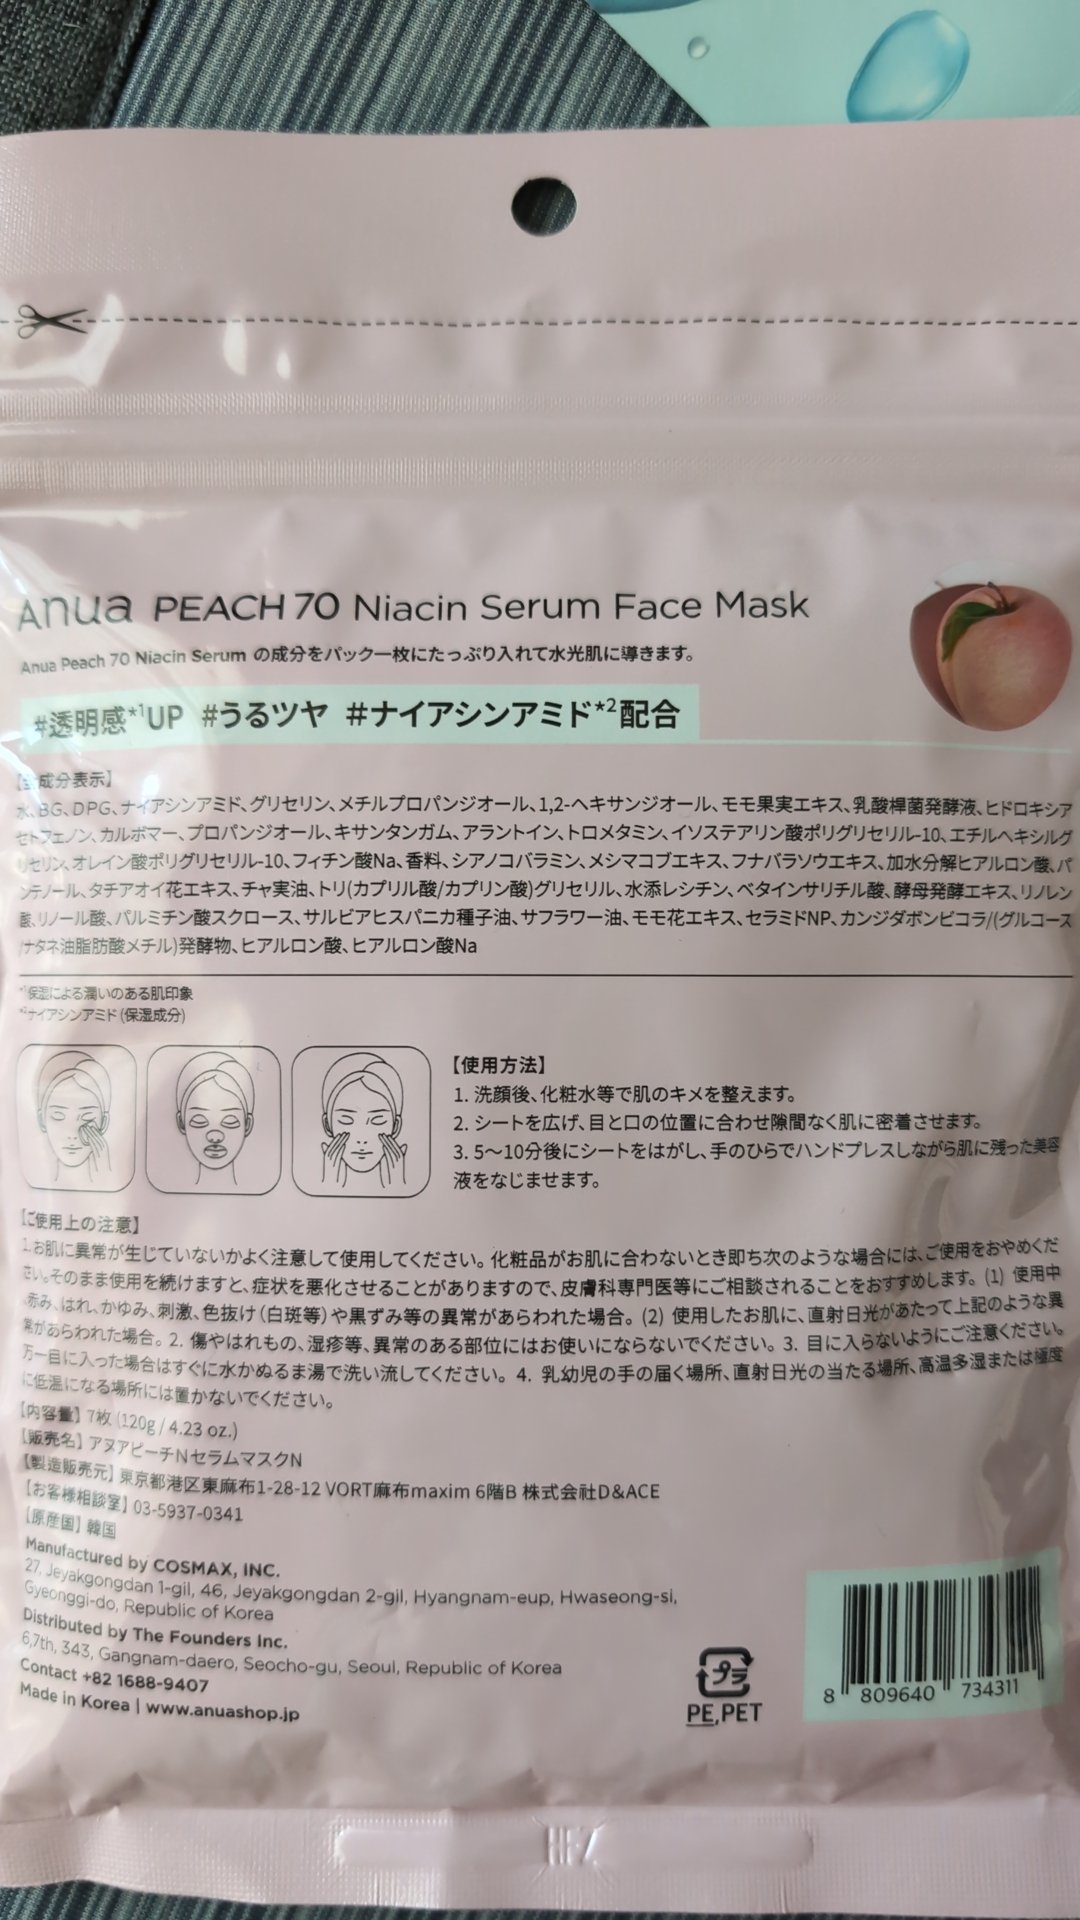 Anua PEACH 70 Niacin Serum Face Mask
Anua Peach 70 Niacin Serum の成分をパック一枚にたっぷり入れて水光肌に導きます。
#透明感*1UP #うるツヤ #ナイアシンアミド*2配合
【全成分表示】
水、BG、DPG、ナイアシンアミド、グリセリン、メチルプロパンジオール、1,2-ヘキサンジオール、モモ果実エキス、乳酸桿菌発酵液、ヒドロキシア
セトフェノン、カルボマー、プロパンジオール、キサンタンガム、アラントイン、トロメタミン、イソステアリン酸ポリグリセリル-10、エチルヘキシルグ
リセリン、オレイン酸ポリグリセリル-10、フィチン酸Na、香料、シアノコバラミン、メシマコブエキス、フナバラソウエキス、加水分解ヒアルロン酸、パ
ンテノール、タチアオイ花エキス、チャ実油、トリ(カプリル酸/カプリン酸)グリセリル、水添レシチン、ベタインサリチル酸、酵母発酵エキス、リノレン
酸、リノール酸、パルミチン酸スクロース、サルビアヒスパニカ種子油、サフラワー油、モモ花エキス、セラミドNP、カンジダボンビコラ/(グルコース
/ナタネ油脂肪酸メチル)発酵物、ヒアルロン酸、ヒアルロン酸Na
*1保湿による潤いのある肌印象
*2ナイアシンアミド (保湿成分)
【使用方法】
1. 洗顔後、化粧水等で肌のキメを整えます。
2. シートを広げ、目と口の位置に合わせ隙間なく肌に密着させます。
3. 5～10分後にシートをはがし、手のひらでハンドプレスしながら肌に残った美容
液をなじませます。
【ご使用上の注意】
1.お肌に異常が生じていないかよく注意して使用してください。化粧品がお肌に合わないとき即ち次のような場合には、ご使用をおやめくだ
さい。そのまま使用を続けますと、症状を悪化させることがありますので、皮膚科専門医等にご相談されることをおすすめします。(1) 使用中
赤み、はれ、かゆみ、刺激、色抜け (白斑等) や黒ずみ等の異常があらわれた場合。(2) 使用したお肌に、直射日光があたって上記のような異
常があらわれた場合。2. 傷やはれもの、湿疹等、異常のある部位にはお使いにならないでください。3. 目に入らないようにご注意ください。
万一目に入った場合はすぐに水かぬるま湯で洗い流してください。4. 乳幼児の手の届く場所、直射日光の当たる場所、高温多湿または極度
に低温になる場所には置かないでください。
【内容量】7枚 (120g / 4.23 oz.)
【販売名】アヌアピーチNセラムマスクN
【製造販売元】東京都港区東麻布1-28-12 VORT麻布maxim 6階B 株式会社D&ACE
【お客様相談室】03-5937-0341
【原産国】韓国
Manufactured by COSMAX, INC.
27, Jeyakgongdan 1-gil, 46, Jeyakgongdan 2-gil, Hyangnam-eup, Hwaseong-si,
Gyeonggi-do, Republic of Korea
Distributed by The Founders Inc.
6,7th, 343, Gangnam-daero, Seocho-gu, Seoul, Republic of Korea
Contact +82 1688-9407
Made in Korea | www.anuashop.jp
プラ
PE,PET
8 809640 734311